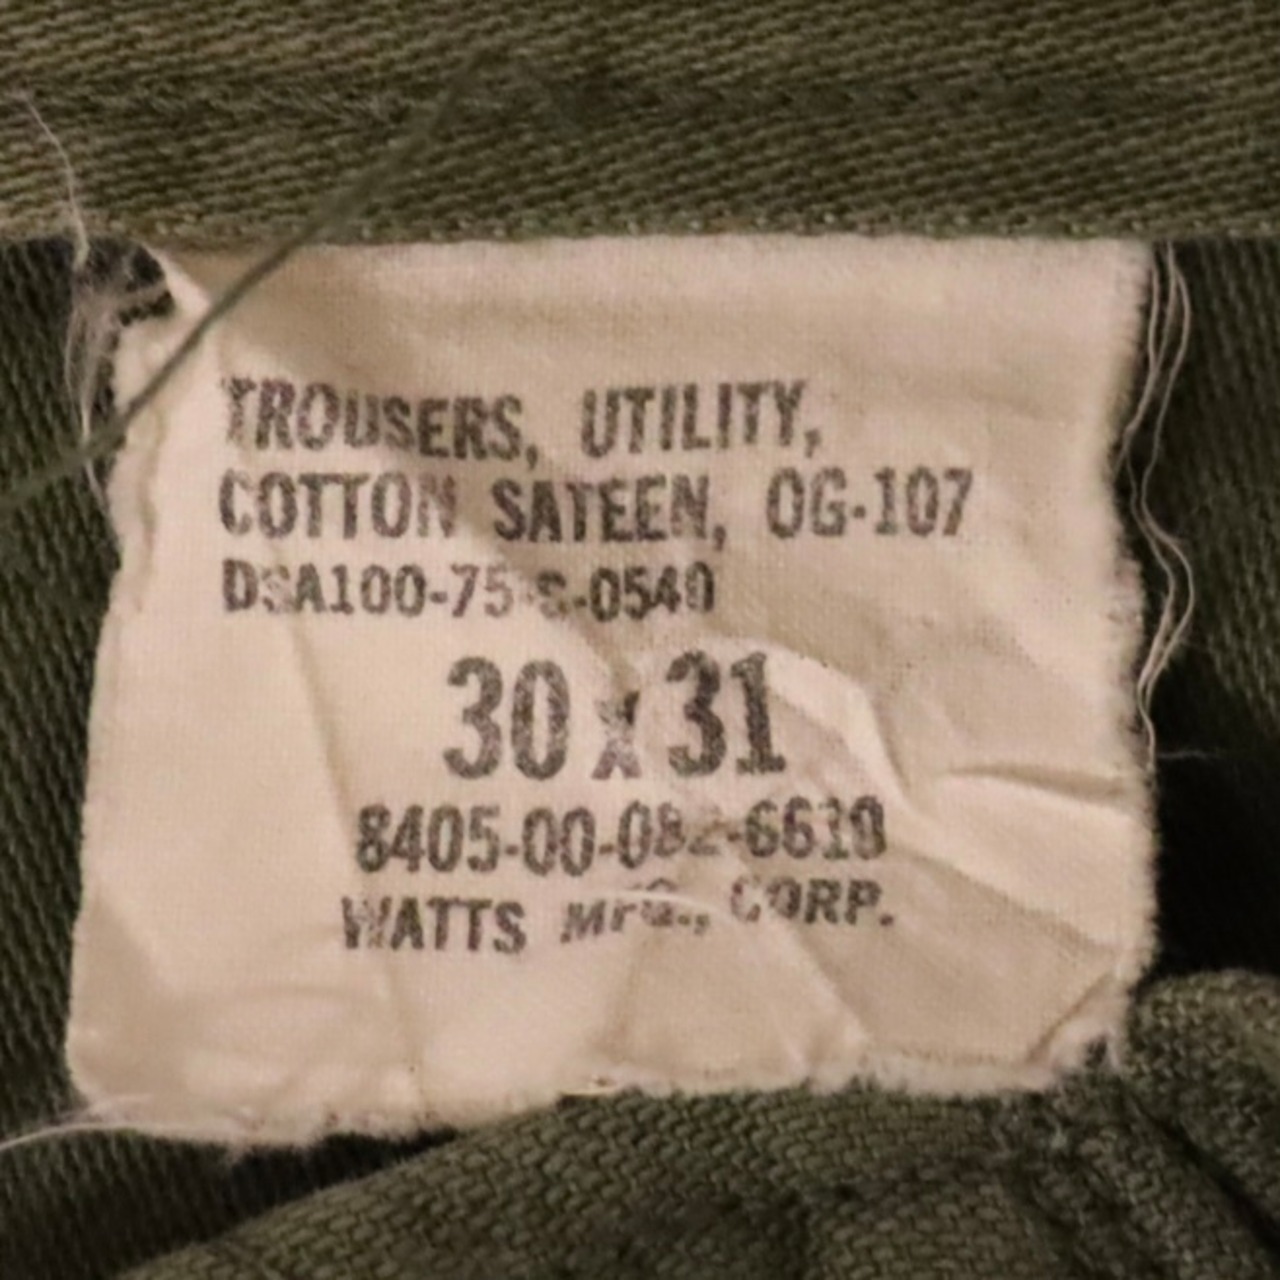 TROUSERS, UTILITY,
COTTON SATEEN, OG-107
DSA100-75-S-0540
30 x 31
8405-00-082-6610
WATTS MFG., CORP.